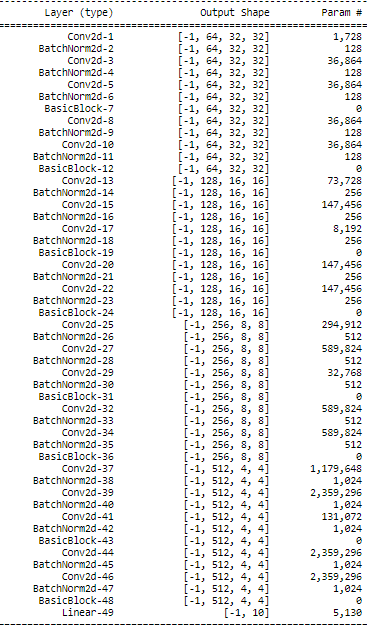 ----------------------------------------------------------------
Layer (type) Output Shape Param #
================================================================
Conv2d-1 [-1, 64, 32, 32] 1,728
BatchNorm2d-2 [-1, 64, 32, 32] 128
Conv2d-3 [-1, 64, 32, 32] 36,864
BatchNorm2d-4 [-1, 64, 32, 32] 128
Conv2d-5 [-1, 64, 32, 32] 36,864
BatchNorm2d-6 [-1, 64, 32, 32] 128
BasicBlock-7 [-1, 64, 32, 32] 0
Conv2d-8 [-1, 64, 32, 32] 36,864
BatchNorm2d-9 [-1, 64, 32, 32] 128
Conv2d-10 [-1, 64, 32, 32] 36,864
BatchNorm2d-11 [-1, 64, 32, 32] 128
BasicBlock-12 [-1, 64, 32, 32] 0
Conv2d-13 [-1, 128, 16, 16] 73,728
BatchNorm2d-14 [-1, 128, 16, 16] 256
Conv2d-15 [-1, 128, 16, 16] 147,456
BatchNorm2d-16 [-1, 128, 16, 16] 256
Conv2d-17 [-1, 128, 16, 16] 8,192
BatchNorm2d-18 [-1, 128, 16, 16] 256
BasicBlock-19 [-1, 128, 16, 16] 0
Conv2d-20 [-1, 128, 16, 16] 147,456
BatchNorm2d-21 [-1, 128, 16, 16] 256
Conv2d-22 [-1, 128, 16, 16] 147,456
BatchNorm2d-23 [-1, 128, 16, 16] 256
BasicBlock-24 [-1, 128, 16, 16] 0
Conv2d-25 [-1, 256, 8, 8] 294,912
BatchNorm2d-26 [-1, 256, 8, 8] 512
Conv2d-27 [-1, 256, 8, 8] 589,824
BatchNorm2d-28 [-1, 256, 8, 8] 512
Conv2d-29 [-1, 256, 8, 8] 32,768
BatchNorm2d-30 [-1, 256, 8, 8] 512
BasicBlock-31 [-1, 256, 8, 8] 0
Conv2d-32 [-1, 256, 8, 8] 589,824
BatchNorm2d-33 [-1, 256, 8, 8] 512
Conv2d-34 [-1, 256, 8, 8] 589,824
BatchNorm2d-35 [-1, 256, 8, 8] 512
BasicBlock-36 [-1, 256, 8, 8] 0
Conv2d-37 [-1, 512, 4, 4] 1,179,648
BatchNorm2d-38 [-1, 512, 4, 4] 1,024
Conv2d-39 [-1, 512, 4, 4] 2,359,296
BatchNorm2d-40 [-1, 512, 4, 4] 1,024
Conv2d-41 [-1, 512, 4, 4] 131,072
BatchNorm2d-42 [-1, 512, 4, 4] 1,024
BasicBlock-43 [-1, 512, 4, 4] 0
Conv2d-44 [-1, 512, 4, 4] 2,359,296
BatchNorm2d-45 [-1, 512, 4, 4] 1,024
Conv2d-46 [-1, 512, 4, 4] 2,359,296
BatchNorm2d-47 [-1, 512, 4, 4] 1,024
BasicBlock-48 [-1, 512, 4, 4] 0
Linear-49 [-1, 10] 5,130
================================================================